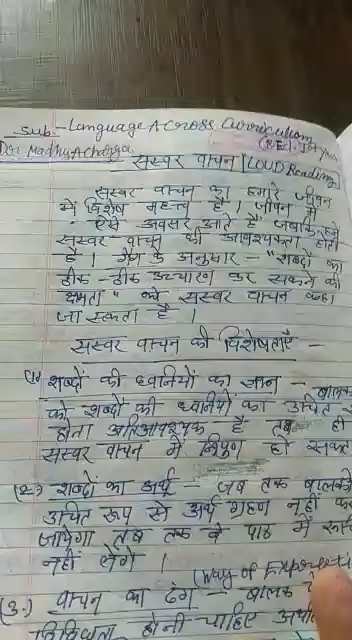 Sub:- Language Across Curriculum
(B.Ed. Ist Year
Dr. Madhu Acharya
सस्वर वाचन [LOUD Reading
सस्वर वाचन का हमारे जीवन
में विशेष महत्व है। जीवन में
ऐसे अवसर आते हैं जबकि हमें
सस्वर वाचन की आवश्यकता होती
है। के अनुसार - "शब्दों का
ठीक - ठीक उच्चारण कर सकने की
क्षमता" को सस्वर वाचन कहा
जा सकता है।
सस्वर वाचन की विशेषताएँ -
(1) शब्दों की ध्वनियों का ज्ञान - बालक
को शब्दों की ध्वनियों का उचित
होना अतिआवश्यक है तब ही
सस्वर वाचन में निपुण हो सकता
(2.) शब्दों का अर्थ - जब तक बालको
उचित रूप से अर्थ ग्रहण नहीं
जायेगा तब तक वे पाठ में
नहीं लेंगे।
(Way of
(3.) वाचन का ढंग - बालक
होनी चाहिए